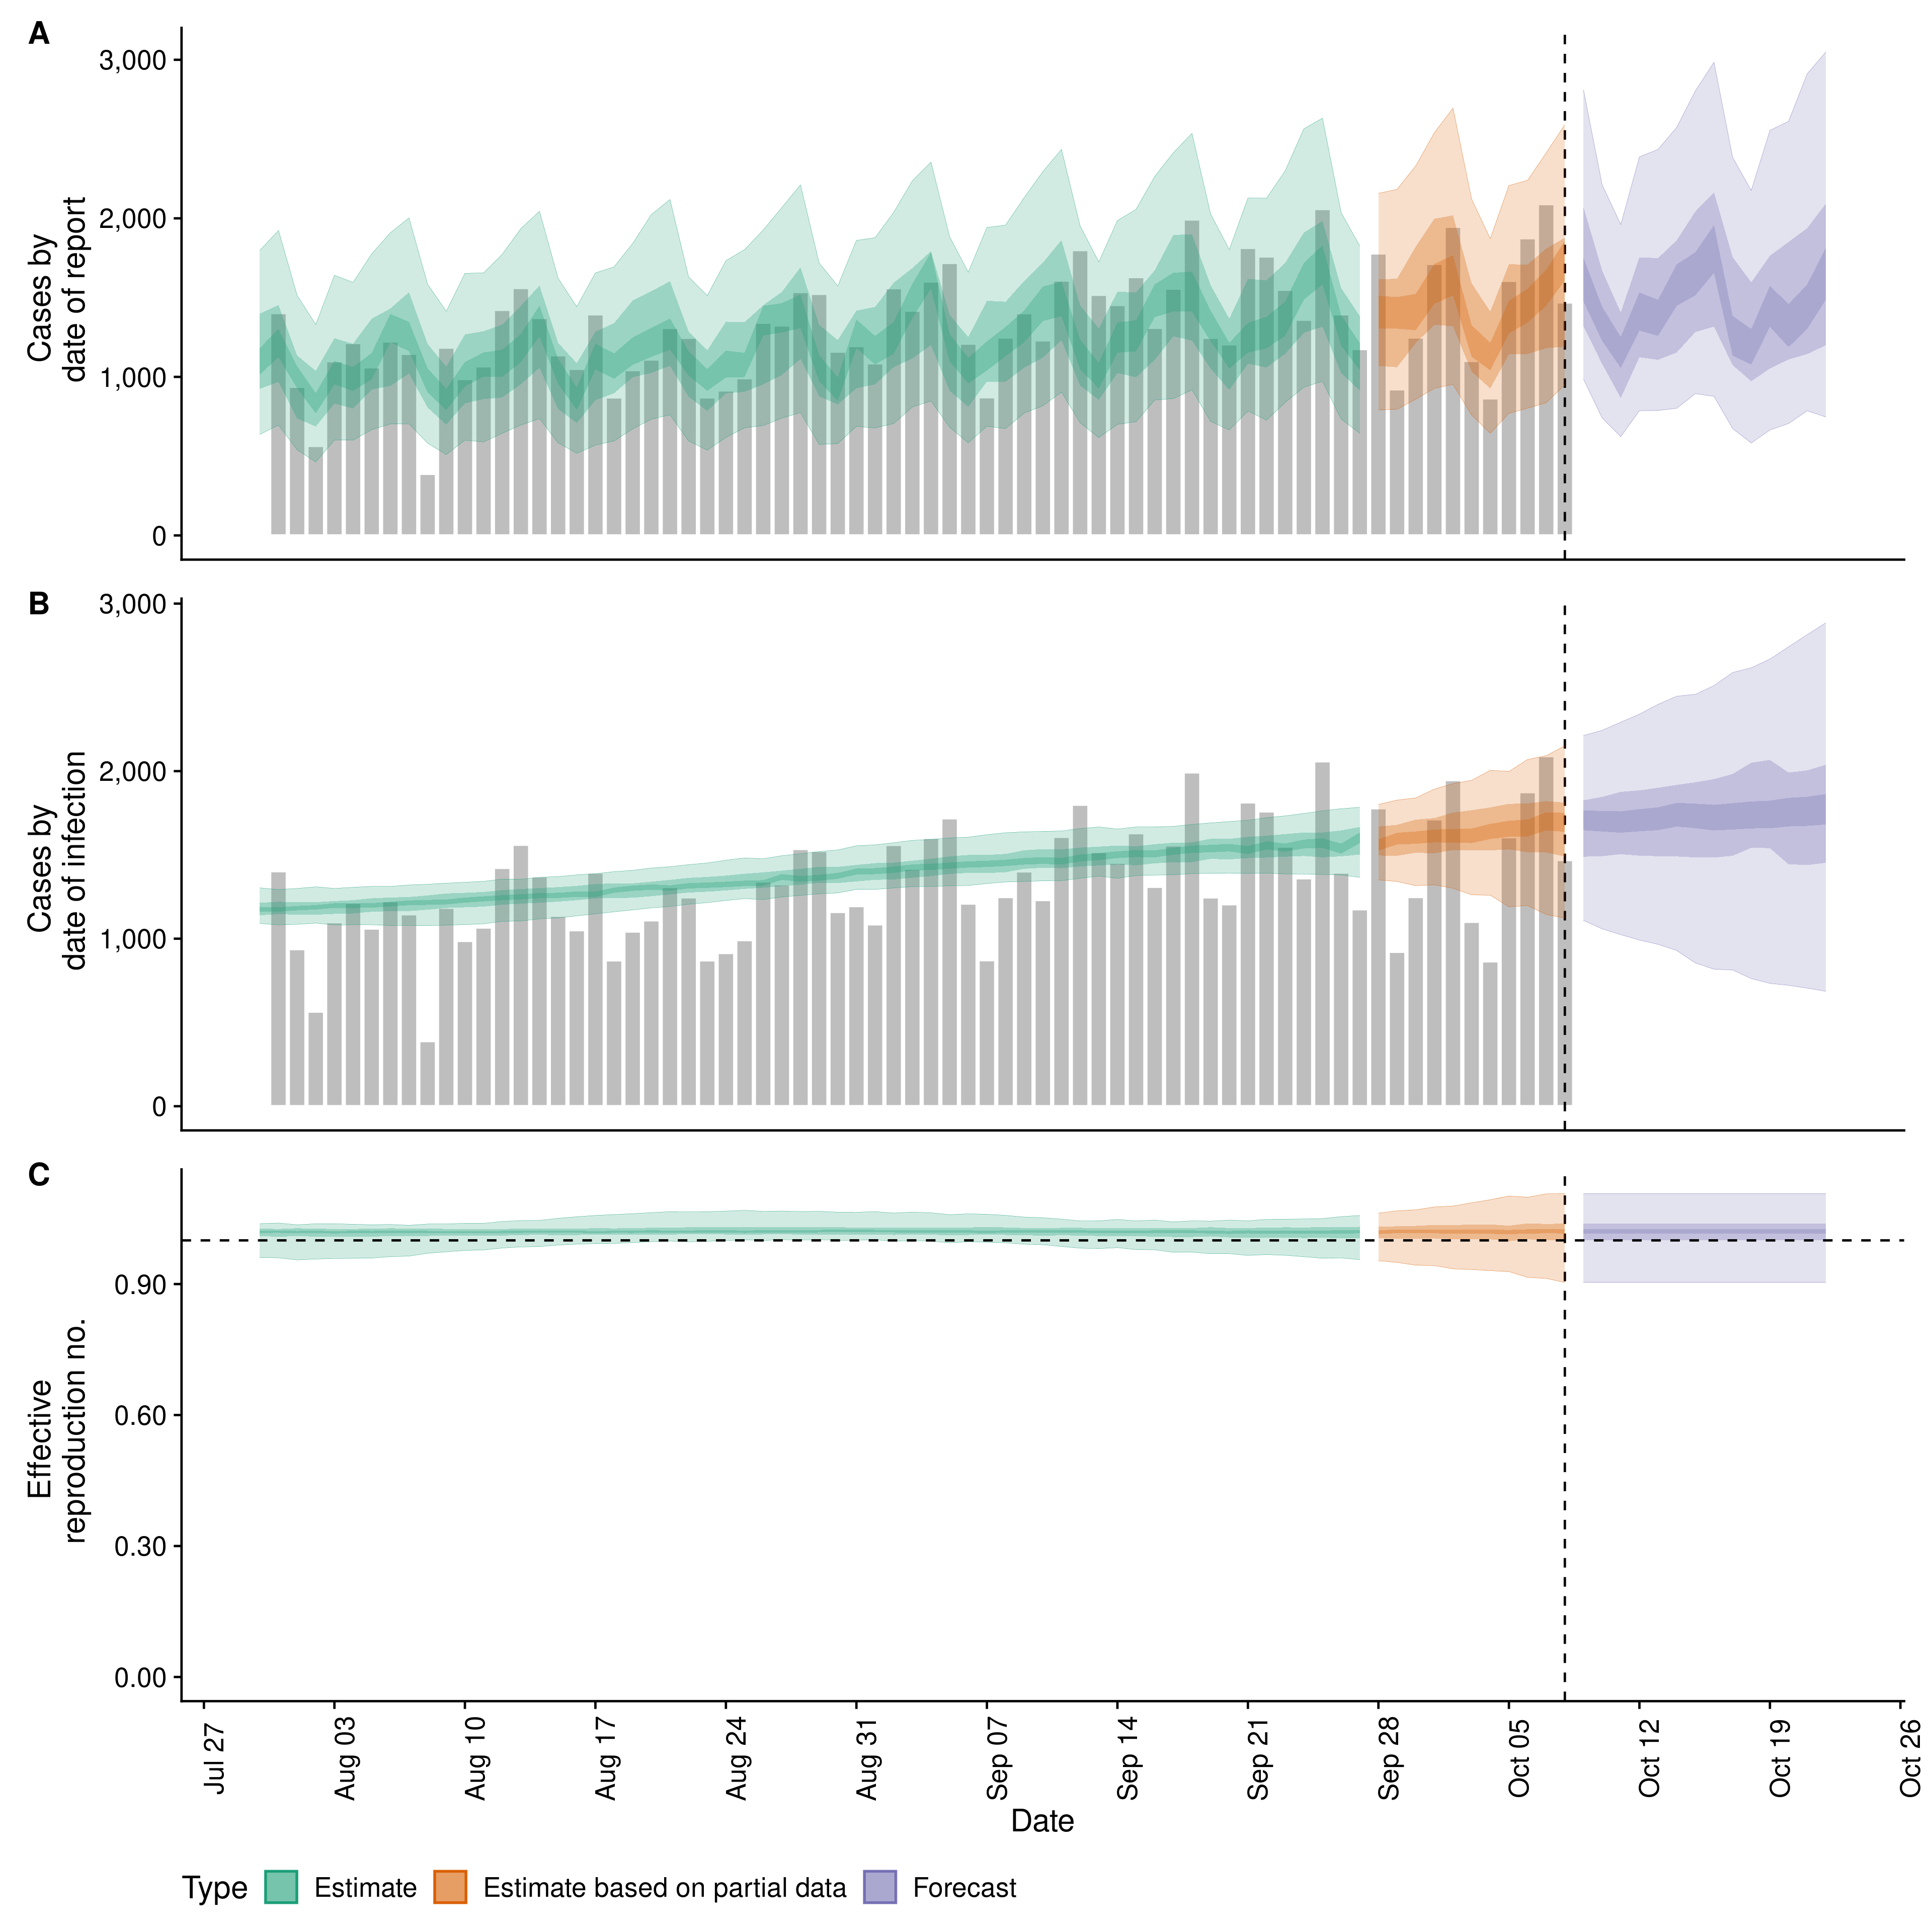 A
3,000
2,000
1,000
0
Cases by
date of report
B
3,000
2,000
1,000
0
Cases by
date of infection
C
0.90
0.60
0.30
0.00
Effective
reproduction no.
Jul 27
Aug 03
Aug 10
Aug 17
Aug 24
Aug 31
Sep 07
Sep 14
Sep 21
Sep 28
Oct 05
Oct 12
Oct 19
Oct 26
Date
Type Estimate Estimate based on partial data Forecast